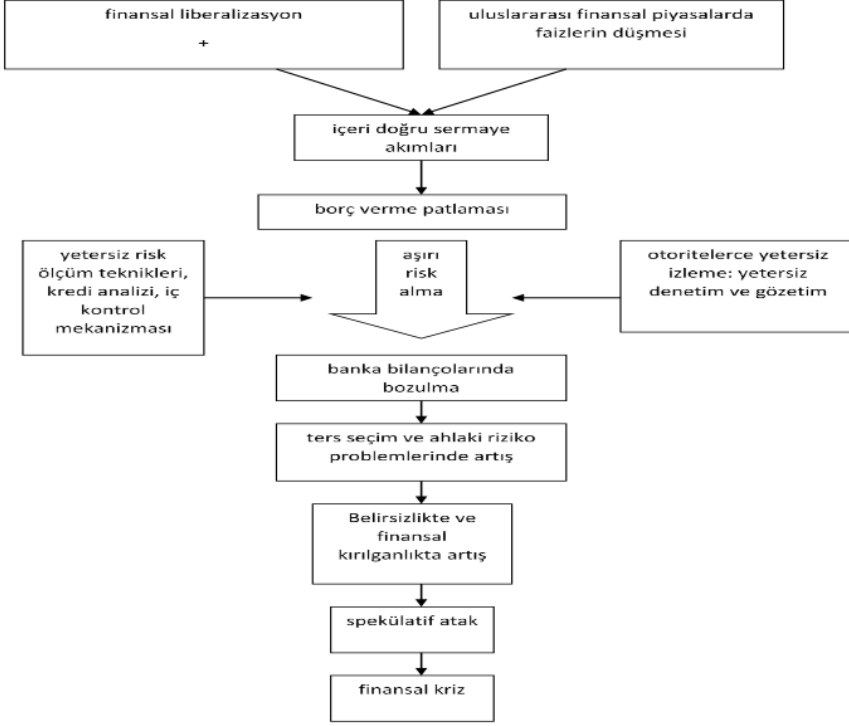 finansal liberalizasyon
+
uluslararası finansal piyasalarda
faizlerin düşmesi
içeri doğru sermaye
akımları
borç verme patlaması
yetersiz risk
ölçüm teknikleri,
kredi analizi, iç
kontrol
mekanizması
aşırı
risk
alma
otoritelerce yetersiz
izleme: yetersiz
denetim ve gözetim
banka bilançolarında
bozulma
ters seçim ve ahlaki riziko
problemlerinde artış
Belirsizlikte ve
finansal
kırılganlıkta artış
spekülatif atak
finansal kriz